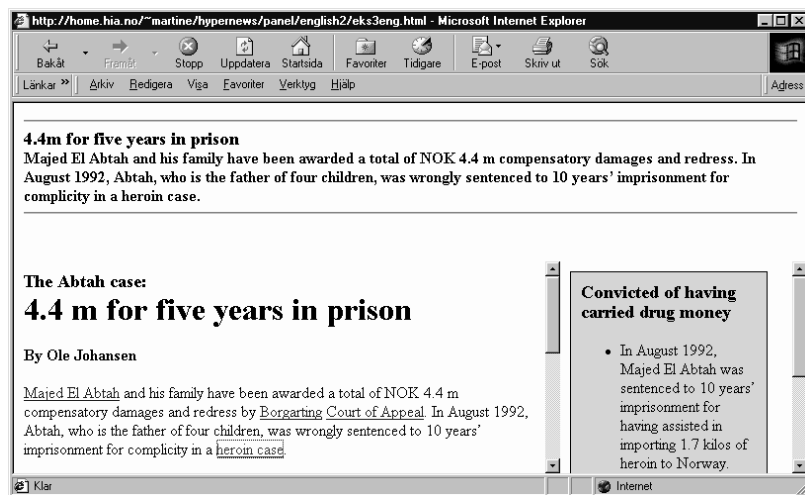 http://home.hia.no/~martine/hypernews/panel/english2/eks3eng.html - Microsoft Internet Explorer
Bakåt Framåt Stopp Uppdatera Startsida Favoriter Tidigare E-post Skriv ut Sök
Länkar » Arkiv Redigera Visa Favoriter Verktyg Hjälp Adress
4.4m for five years in prison
Majed El Abtah and his family have been awarded a total of NOK 4.4 m compensatory damages and redress. In
August 1992, Abtah, who is the father of four children, was wrongly sentenced to 10 years’ imprisonment for
complicity in a heroin case.
The Abtah case:
4.4 m for five years in prison
By Ole Johansen
Majed El Abtah and his family have been awarded a total of NOK 4.4 m
compensatory damages and redress by Borgarting Court of Appeal. In August 1992,
Abtah, who is the father of four children, was wrongly sentenced to 10 years’
imprisonment for complicity in a heroin case.
Convicted of having
carried drug money
• In August 1992,
Majed El Abtah was
sentenced to 10 years’
imprisonment for
having assisted in
importing 1.7 kilos of
heroin to Norway.
Klar Internet